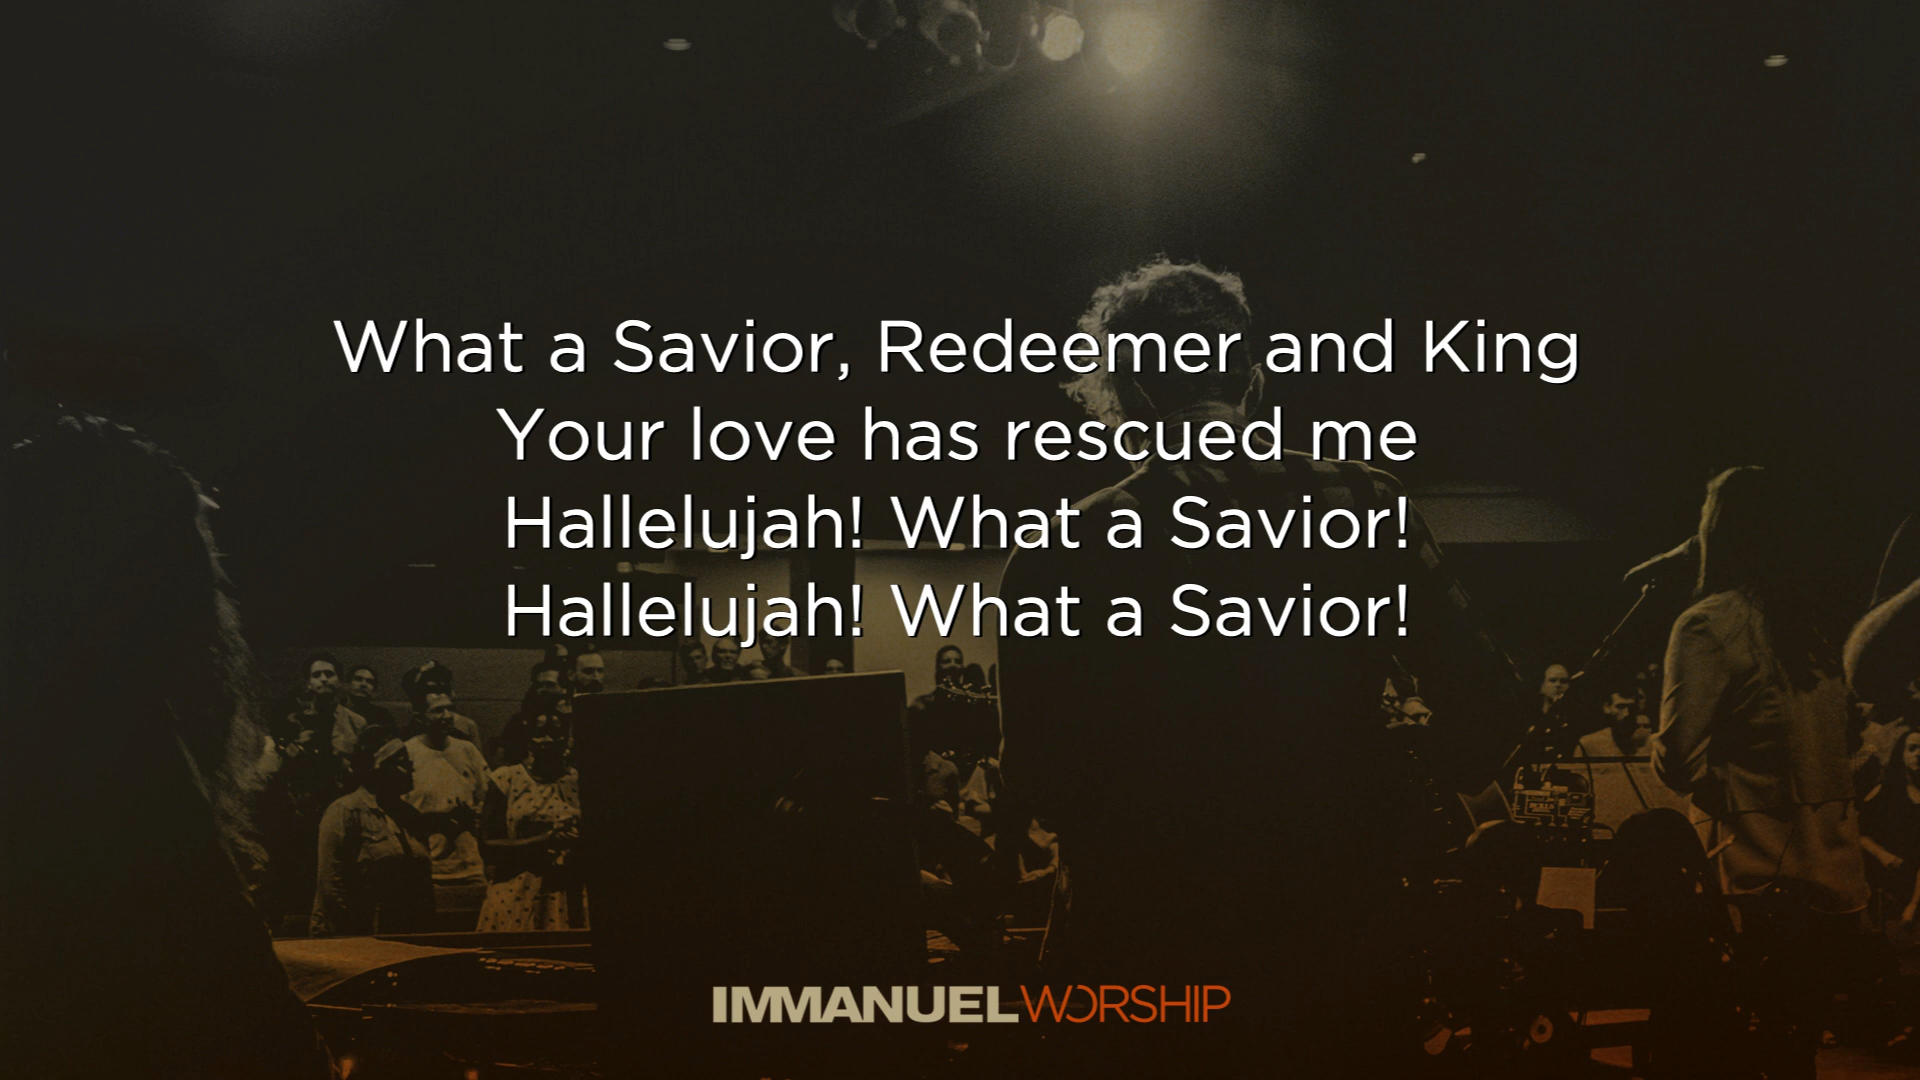 What a Savior, Redeemer and King
Your love has rescued me
Hallelujah! What a Savior!
Hallelujah! What a Savior!
IMMANUELWORSHIP